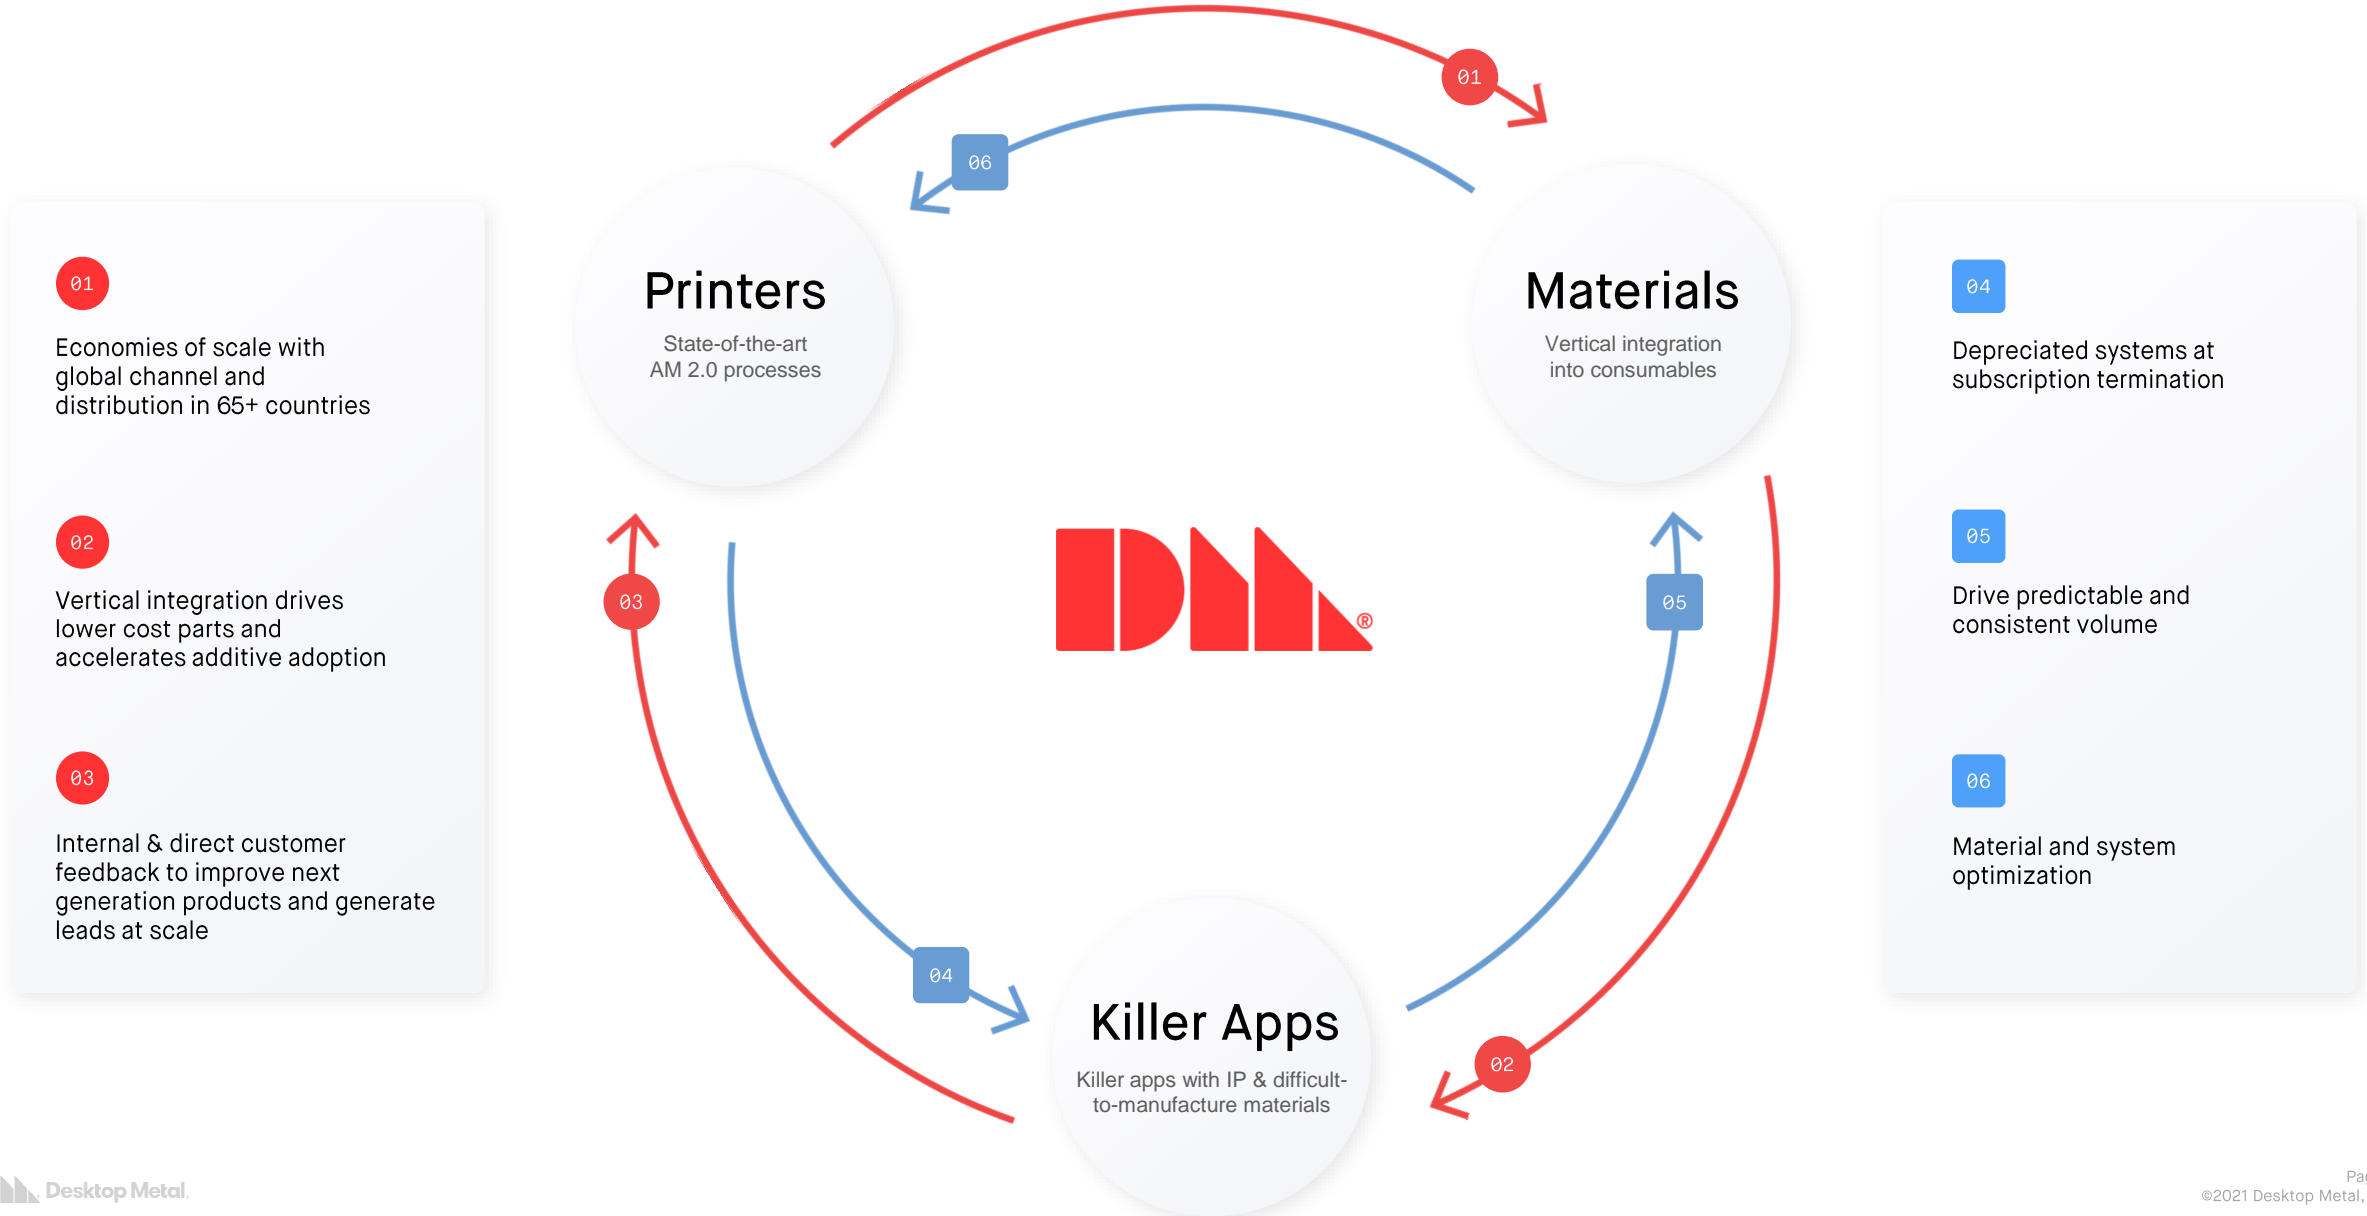 01
06
01
Economies of scale with
global channel and
distribution in 65+ countries
02
Vertical integration drives
lower cost parts and
accelerates additive adoption
03
Internal & direct customer
feedback to improve next
generation products and generate
leads at scale
Printers
State-of-the-art
AM 2.0 processes
Materials
Vertical integration
into consumables
03
DM®
05
04
02
Killer Apps
Killer apps with IP & difficult-
to-manufacture materials
04
Depreciated systems at
subscription termination
05
Drive predictable and
consistent volume
06
Material and system
optimization
Desktop Metal.
©2021 Desktop Metal,